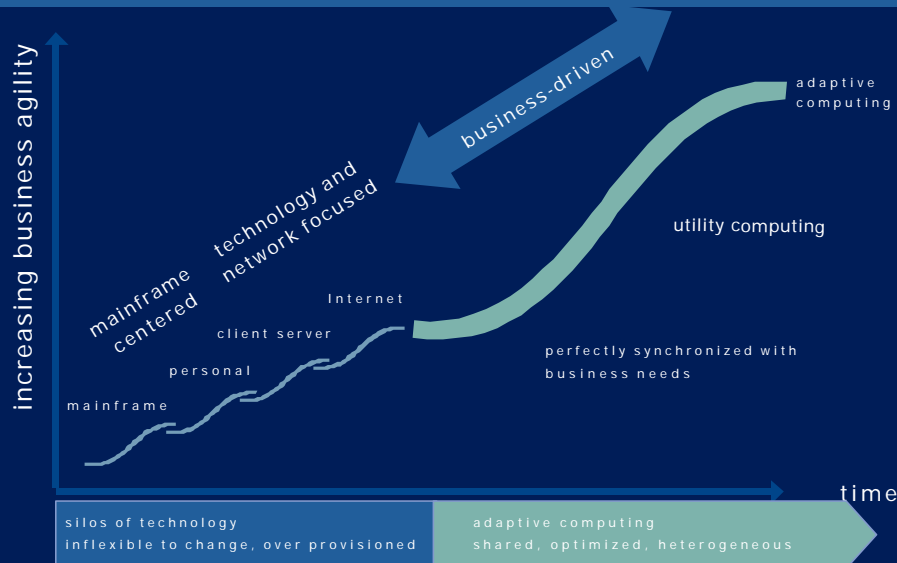 increasing business agility
business-driven
adaptive
computing
technology and
network focused
utility computing
mainframe
centered
Internet
client server
perfectly synchronized with
business needs
personal
mainframe
time
silos of technology
inflexible to change, over provisioned
adaptive computing
shared, optimized, heterogeneous